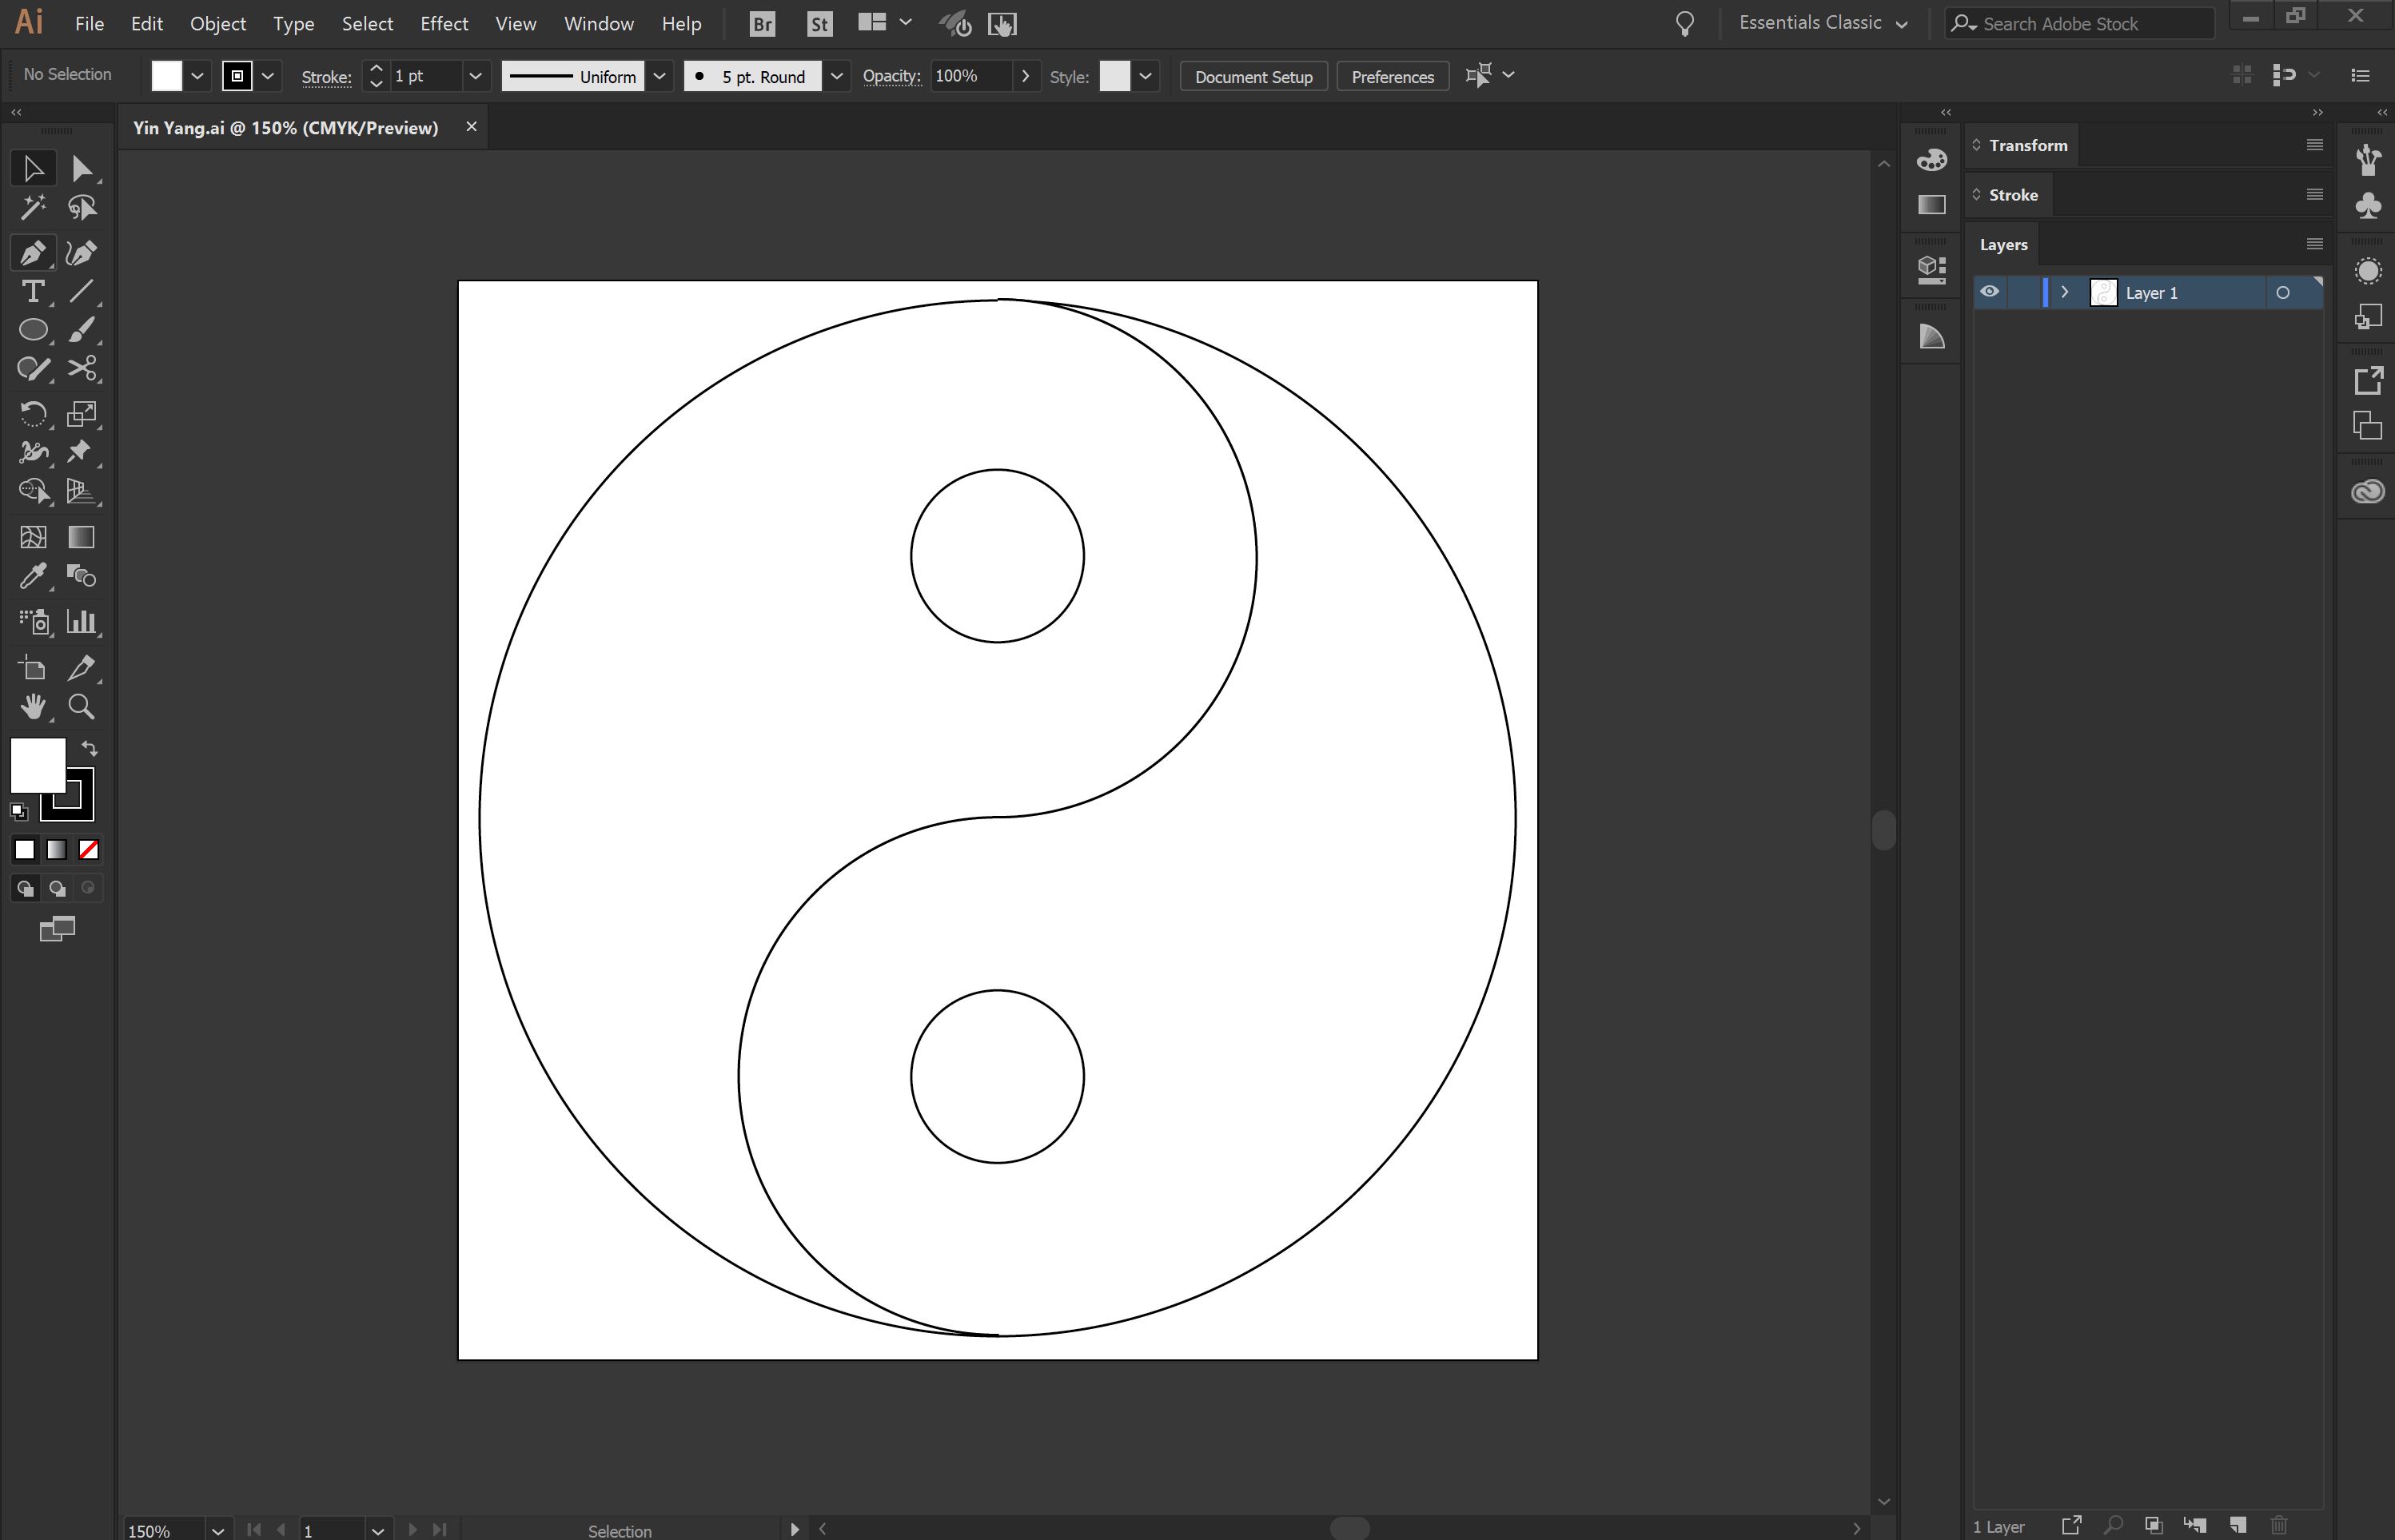 Ai File Edit Object Type Select Effect View Window Help Br St Essentials Classic Search Adobe Stock
No Selection Stroke: 1 pt Uniform 5 pt. Round Opacity: 100% Style: Document Setup Preferences
Yin Yang.ai @ 150% (CMYK/Preview)
Transform
Stroke
Layers
Layer 1
150% 1 Selection
1 Layer